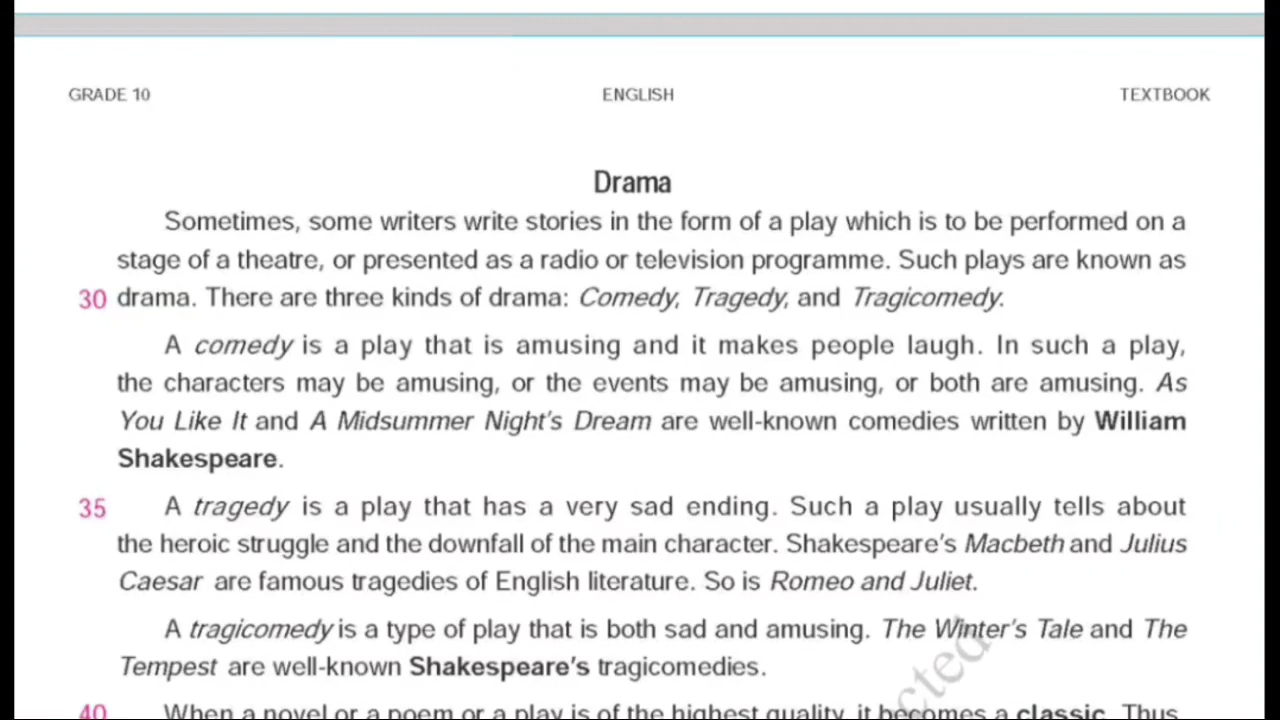 GRADE 10 ENGLISH TEXTBOOK
Drama
Sometimes, some writers write stories in the form of a play which is to be performed on a
stage of a theatre, or presented as a radio or television programme. Such plays are known as
30 drama. There are three kinds of drama: Comedy, Tragedy, and Tragicomedy.
A comedy is a play that is amusing and it makes people laugh. In such a play,
the characters may be amusing, or the events may be amusing, or both are amusing. As
You Like It and A Midsummer Night's Dream are well-known comedies written by William
Shakespeare.
35 A tragedy is a play that has a very sad ending. Such a play usually tells about
the heroic struggle and the downfall of the main character. Shakespeare's Macbeth and Julius
Caesar are famous tragedies of English literature. So is Romeo and Juliet.
A tragicomedy is a type of play that is both sad and amusing. The Winter's Tale and The
Tempest are well-known Shakespeare's tragicomedies.
40 When a novel or a poem or a play is of the highest quality, it becomes a classic. Thus